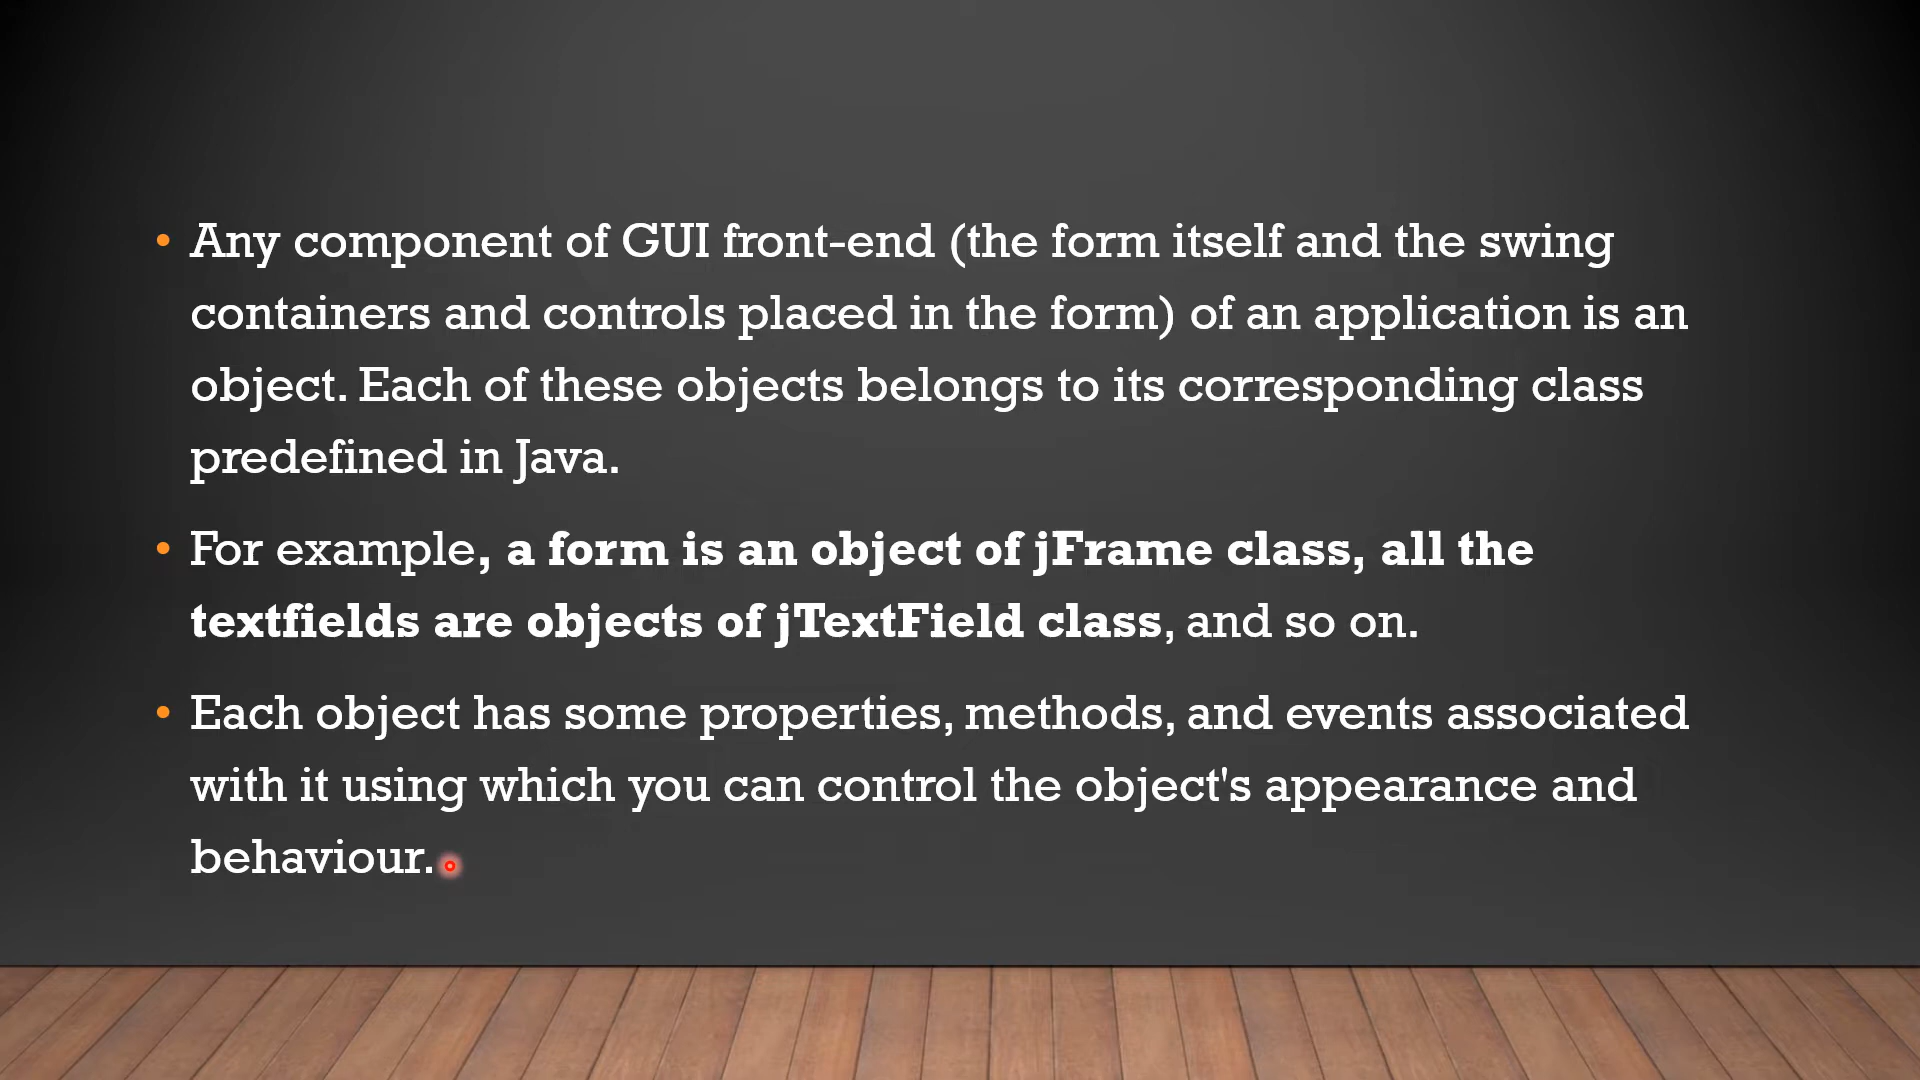 • Any component of GUI front-end (the form itself and the swing
containers and controls placed in the form) of an application is an
object. Each of these objects belongs to its corresponding class
predefined in Java.
• For example, a form is an object of jFrame class, all the
textfields are objects of jTextField class, and so on.
• Each object has some properties, methods, and events associated
with it using which you can control the object's appearance and
behaviour.